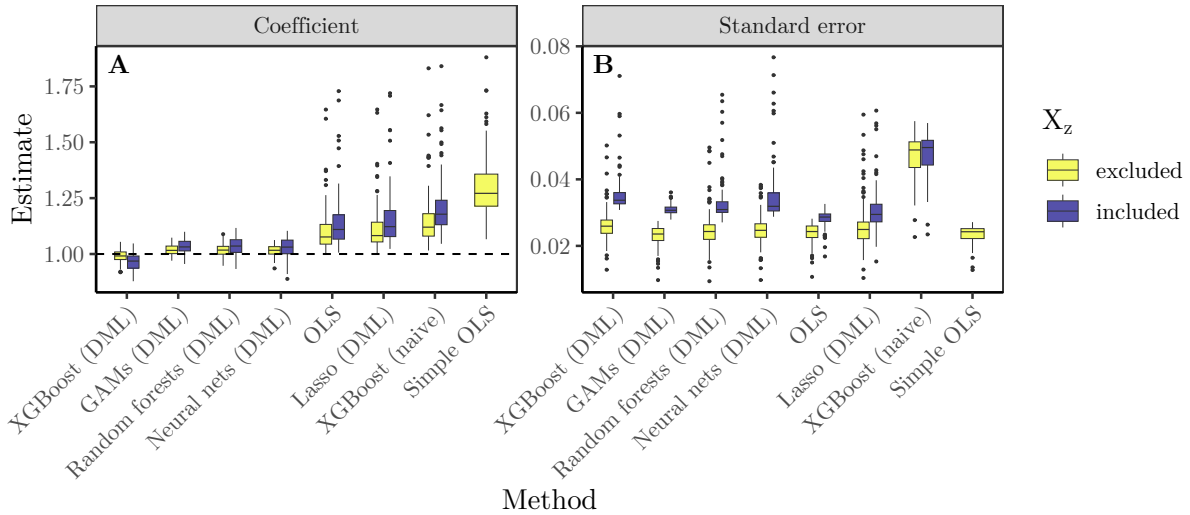 Coefficient
Standard error
A
B
Estimate
1.75
1.50
1.25
1.00
0.08
0.06
0.04
0.02
XGBoost (DML)
GAMs (DML)
Random forests (DML)
Neural nets (DML)
OLS
Lasso (DML)
XGBoost (naive)
Simple OLS
XGBoost (DML)
GAMs (DML)
Random forests (DML)
Neural nets (DML)
OLS
Lasso (DML)
XGBoost (naive)
Simple OLS
Method
X_z
excluded
included